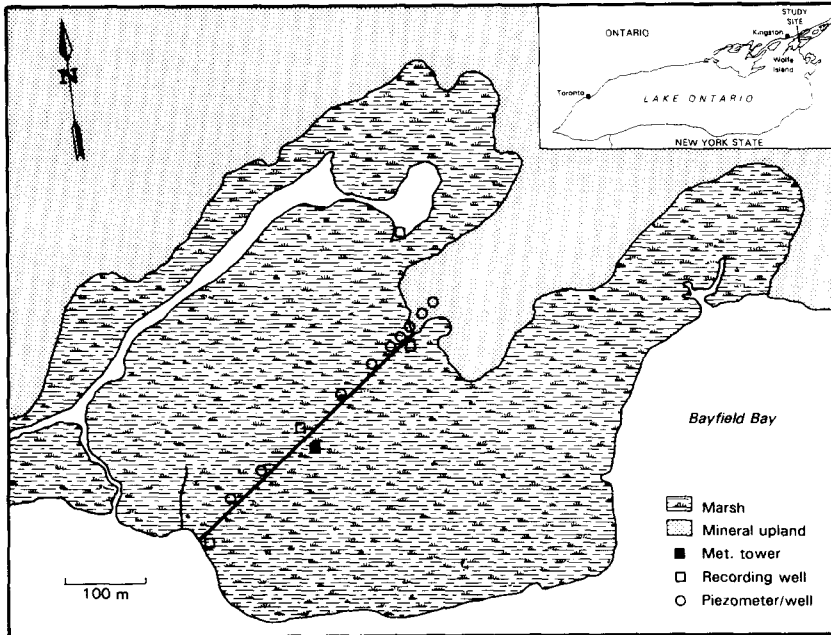 N
ONTARIO
STUDY
SITE
Kingston
Wolfe
Island
Toronto
LAKE ONTARIO
NEW YORK STATE
Bayfield Bay
Marsh
Mineral upland
Met. tower
Recording well
Piezometer/well
100 m